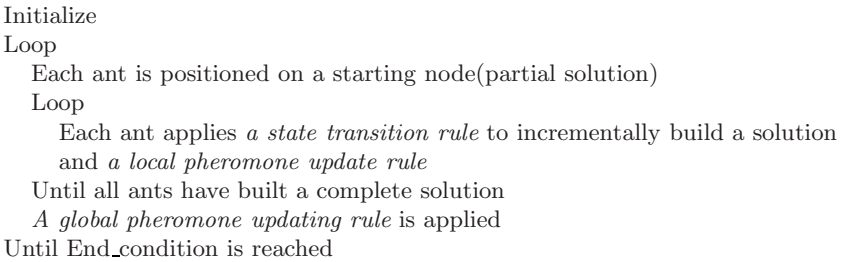 Initialize
Loop
Each ant is positioned on a starting node(partial solution)
Loop
Each ant applies a state transition rule to incrementally build a solution
and a local pheromone update rule
Until all ants have built a complete solution
A global pheromone updating rule is applied
Until End_condition is reached